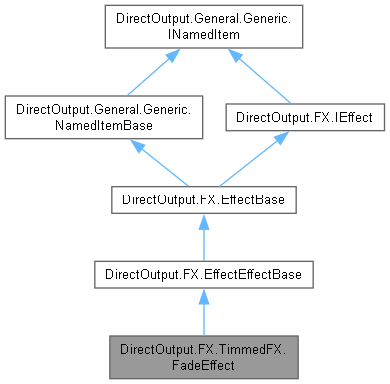 DirectOutput.General.Generic.
INamedItem
DirectOutput.General.Generic.
NamedItemBase
DirectOutput.FX.IEffect
DirectOutput.FX.EffectBase
DirectOutput.FX.EffectEffectBase
DirectOutput.FX.TimmedFX.
FadeEffect